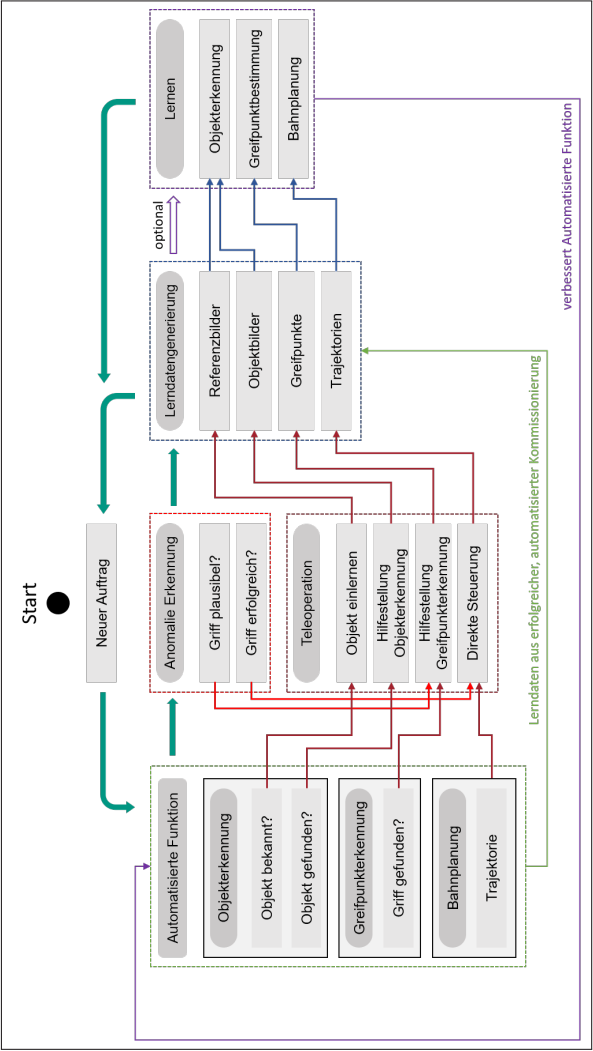 Start
Neuer Auftrag
Automatisierte Funktion
Objekterkennung
Objekt bekannt?
Objekt gefunden?
Greifpunkterkennung
Griff gefunden?
Bahnplanung
Trajektorie
Anomalie Erkennung
Griff plausibel?
Griff erfolgreich?
Teleoperation
Objekt einlernen
Hilfestellung
Objekterkennung
Hilfestellung
Greifpunkterkennung
Direkte Steuerung
Lerndatengenerierung
Referenzbilder
Objektbilder
Greifpunkte
Trajektorien
optional
Lernen
Objekterkennung
Greifpunktbestimmung
Bahnplanung
Lerndaten aus erfolgreicher, automatisierter Kommissionierung
verbessert Automatisierte Funktion